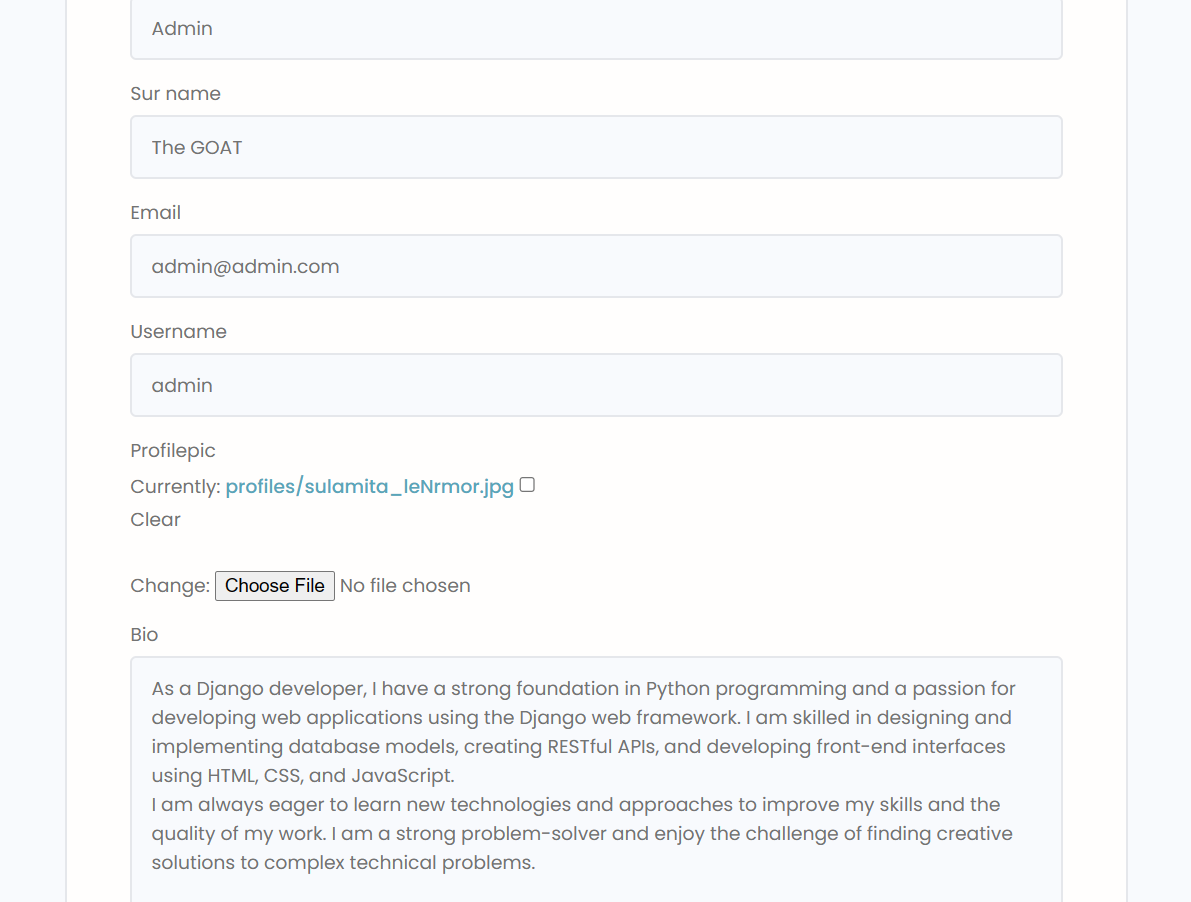 Admin
Sur name
The GOAT
Email
admin@admin.com
Username
admin
Profilepic
Currently: profiles/sulamita_leNrmor.jpg
Clear
Change: Choose File No file chosen
Bio
As a Django developer, I have a strong foundation in Python programming and a passion for
developing web applications using the Django web framework. I am skilled in designing and
implementing database models, creating RESTful APIs, and developing front-end interfaces
using HTML, CSS, and JavaScript.
I am always eager to learn new technologies and approaches to improve my skills and the
quality of my work. I am a strong problem-solver and enjoy the challenge of finding creative
solutions to complex technical problems.